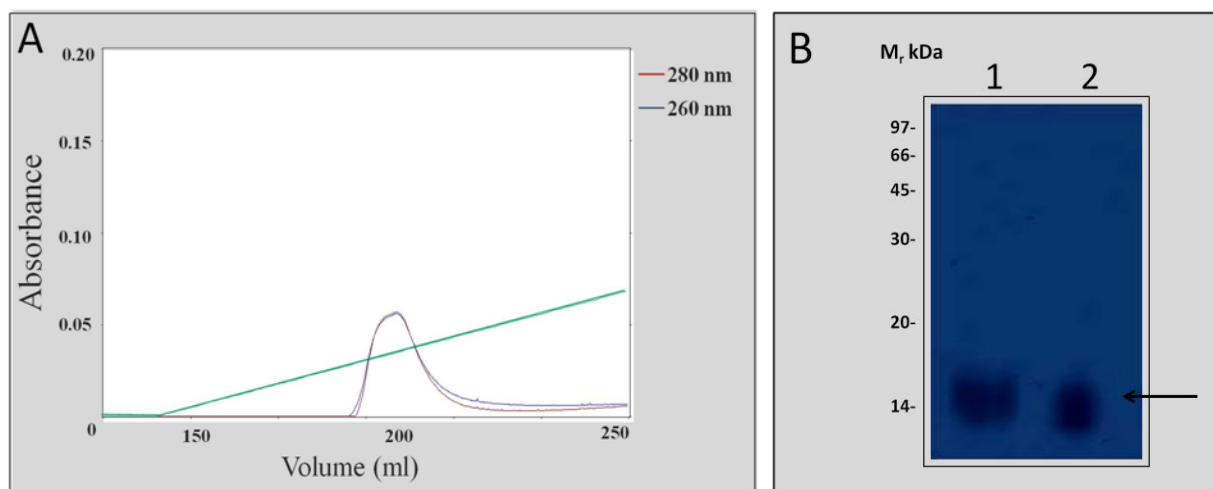 A
0.20
0.15
0.10
0.05
0
150
200
250
Absorbance
Volume (ml)
280 nm
260 nm
B
Mr kDa
1 2
97-
66-
45-
30-
20-
14-